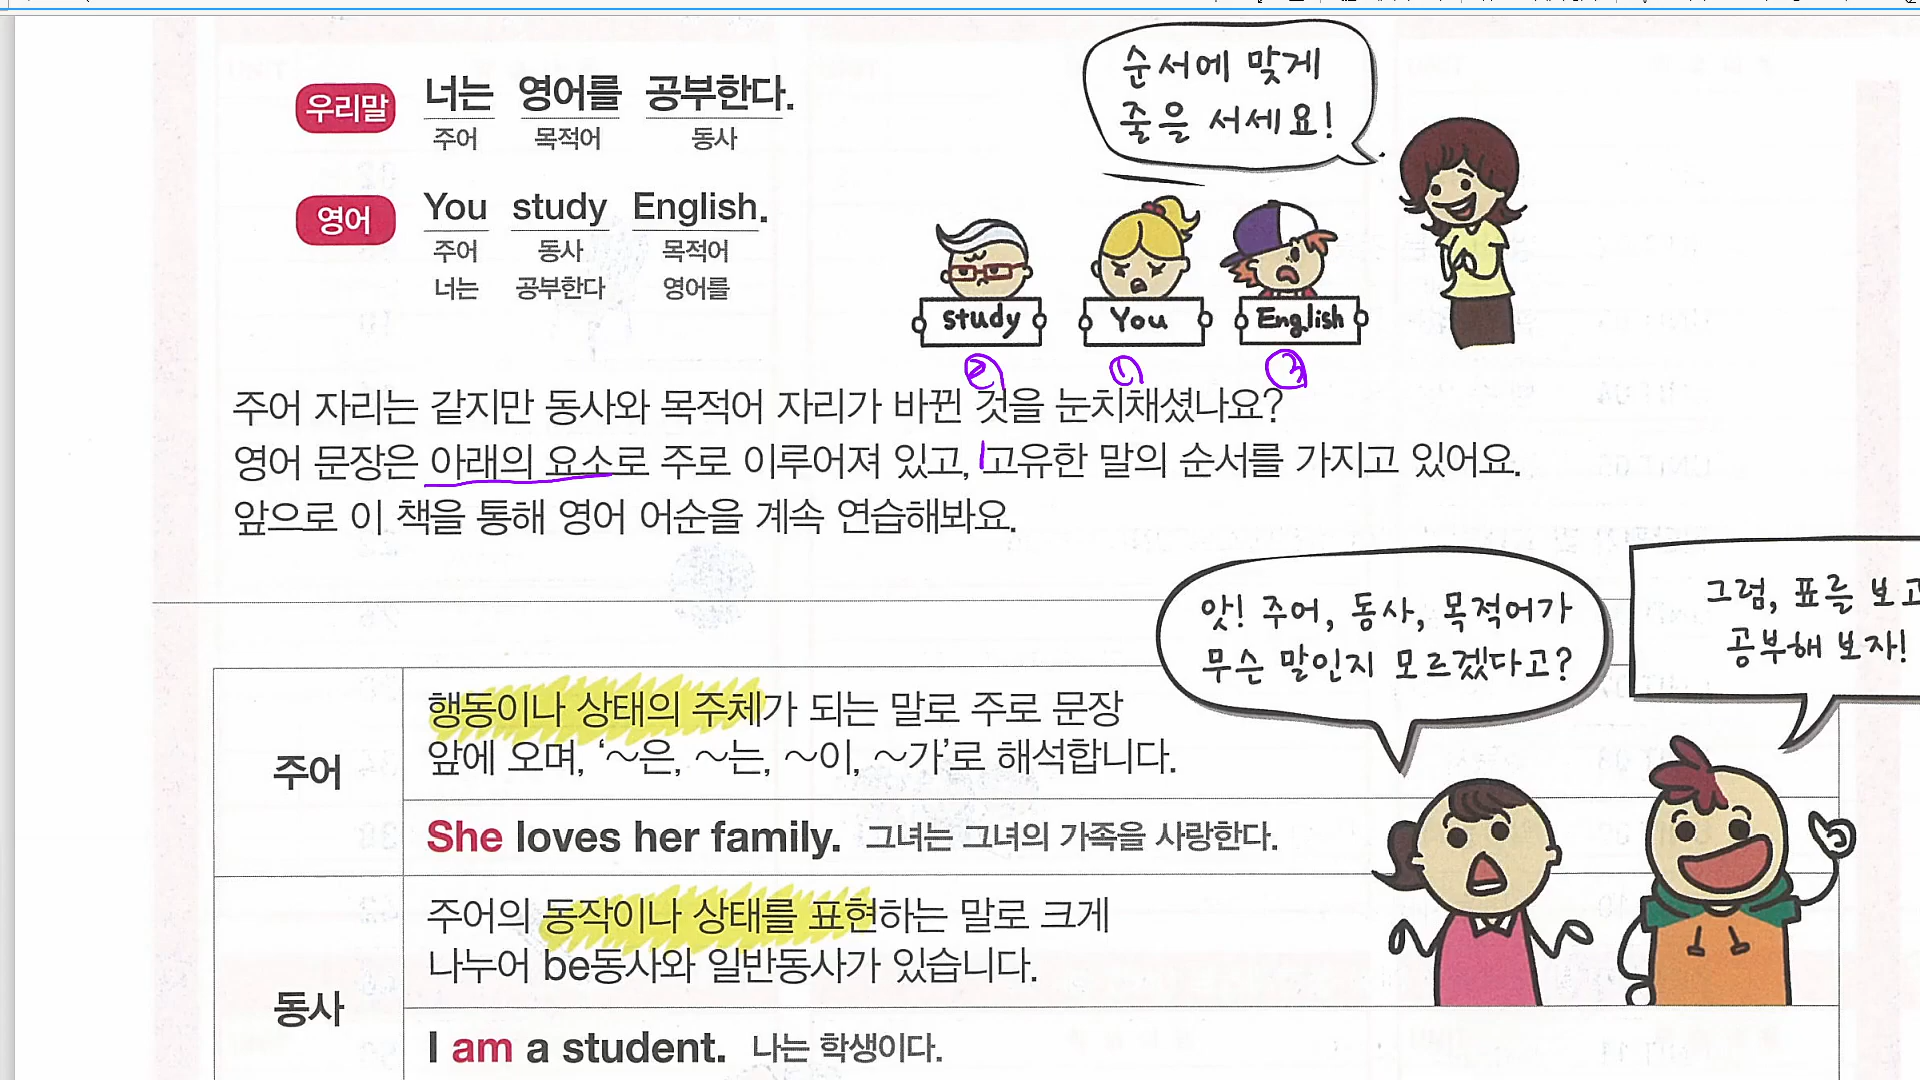 순서에 맞게
줄을 서세요!
우리말 너는 영어를 공부한다.
주어 목적어 동사
영어 You study English.
주어 동사 목적어
너는 공부한다 영어를
study You English
② ① ③
주어 자리는 같지만 동사와 목적어 자리가 바뀐 것을 눈치채셨나요?
영어 문장은 아래의 요소로 주로 이루어져 있고, 고유한 말의 순서를 가지고 있어요.
앞으로 이 책을 통해 영어 어순을 계속 연습해봐요.
앗! 주어, 동사, 목적어가
무슨 말인지 모르겠다고?
그럼, 표를 보고
공부해 보자!
주어
행동이나 상태의 주체가 되는 말로 주로 문장
앞에 오며, ‘~은, ~는, ~이, ~가’로 해석합니다.
She loves her family. 그녀는 그녀의 가족을 사랑한다.
동사
주어의 동작이나 상태를 표현하는 말로 크게
나누어 be동사와 일반동사가 있습니다.
I am a student. 나는 학생이다.